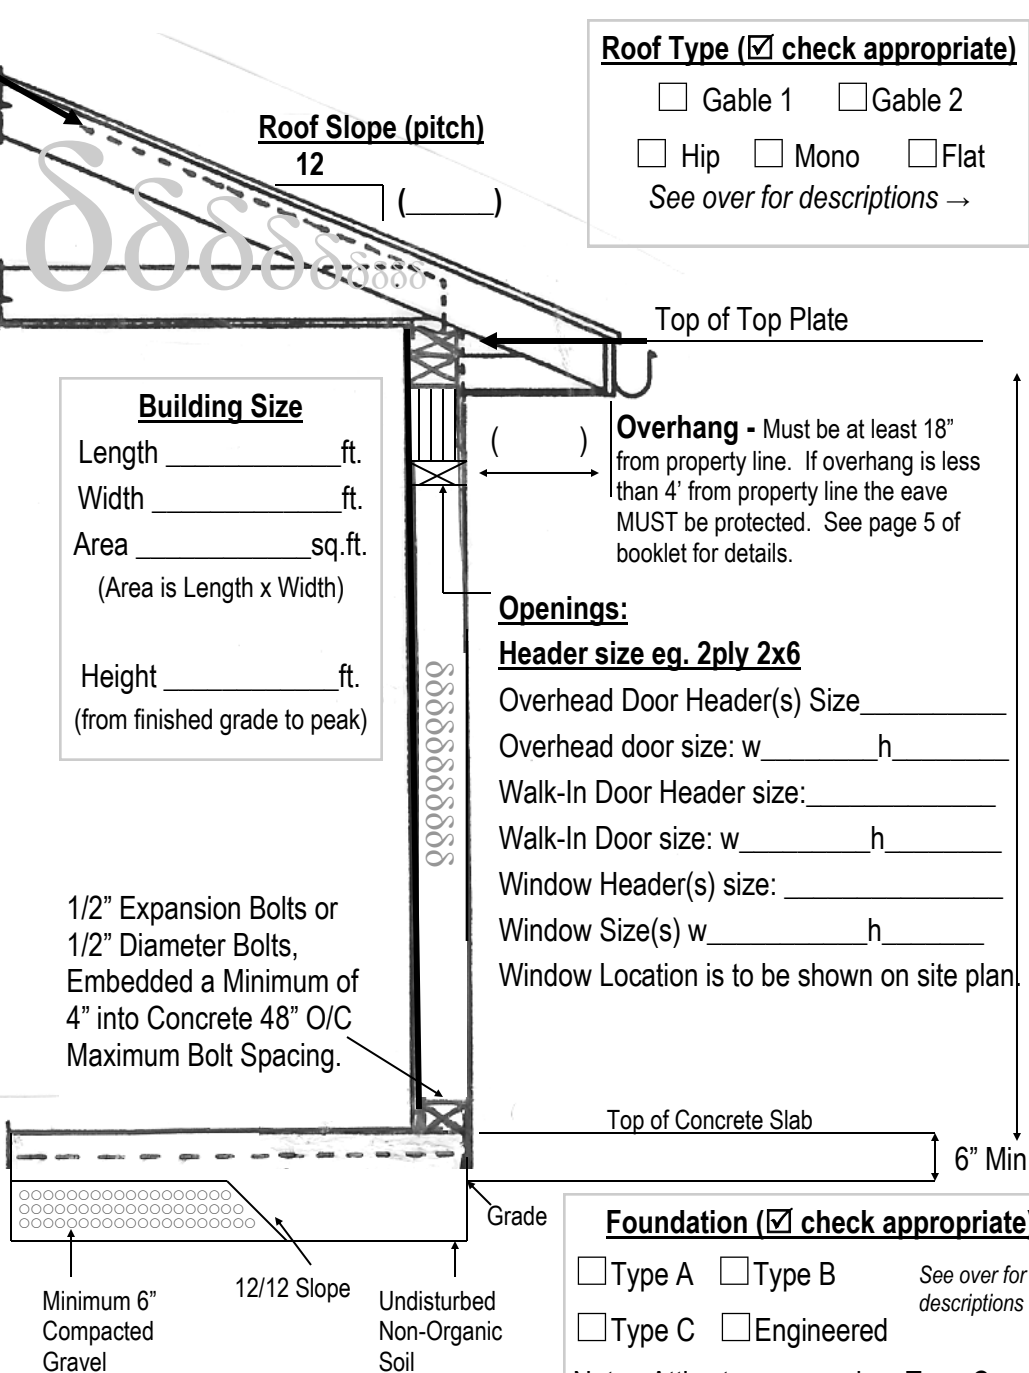 Roof Type (☑ check appropriate)
☐ Gable 1 ☐ Gable 2
☐ Hip ☐ Mono ☐ Flat
See over for descriptions →
Roof Slope (pitch)
12
(______)
Top of Top Plate
Building Size
Length ____________ft.
Width _____________ft.
Area ____________sq.ft.
(Area is Length x Width)
Height ____________ft.
(from finished grade to peak)
( )
Overhang - Must be at least 18”
from property line. If overhang is less
than 4’ from property line the eave
MUST be protected. See page 5 of
booklet for details.
Openings:
Header size eg. 2ply 2x6
Overhead Door Header(s) Size__________
Overhead door size: w________h________
Walk-In Door Header size:_____________
Walk-In Door size: w_________h________
Window Header(s) size: _______________
Window Size(s) w___________h_______
Window Location is to be shown on site plan.
1/2” Expansion Bolts or
1/2” Diameter Bolts,
Embedded a Minimum of
4” into Concrete 48” O/C
Maximum Bolt Spacing.
Top of Concrete Slab
6” Min
Grade
12/12 Slope
Minimum 6”
Compacted
Gravel
Undisturbed
Non-Organic
Soil
Foundation (☑ check appropriate)
☐ Type A ☐ Type B
☐ Type C ☐ Engineered
See over for
descriptions